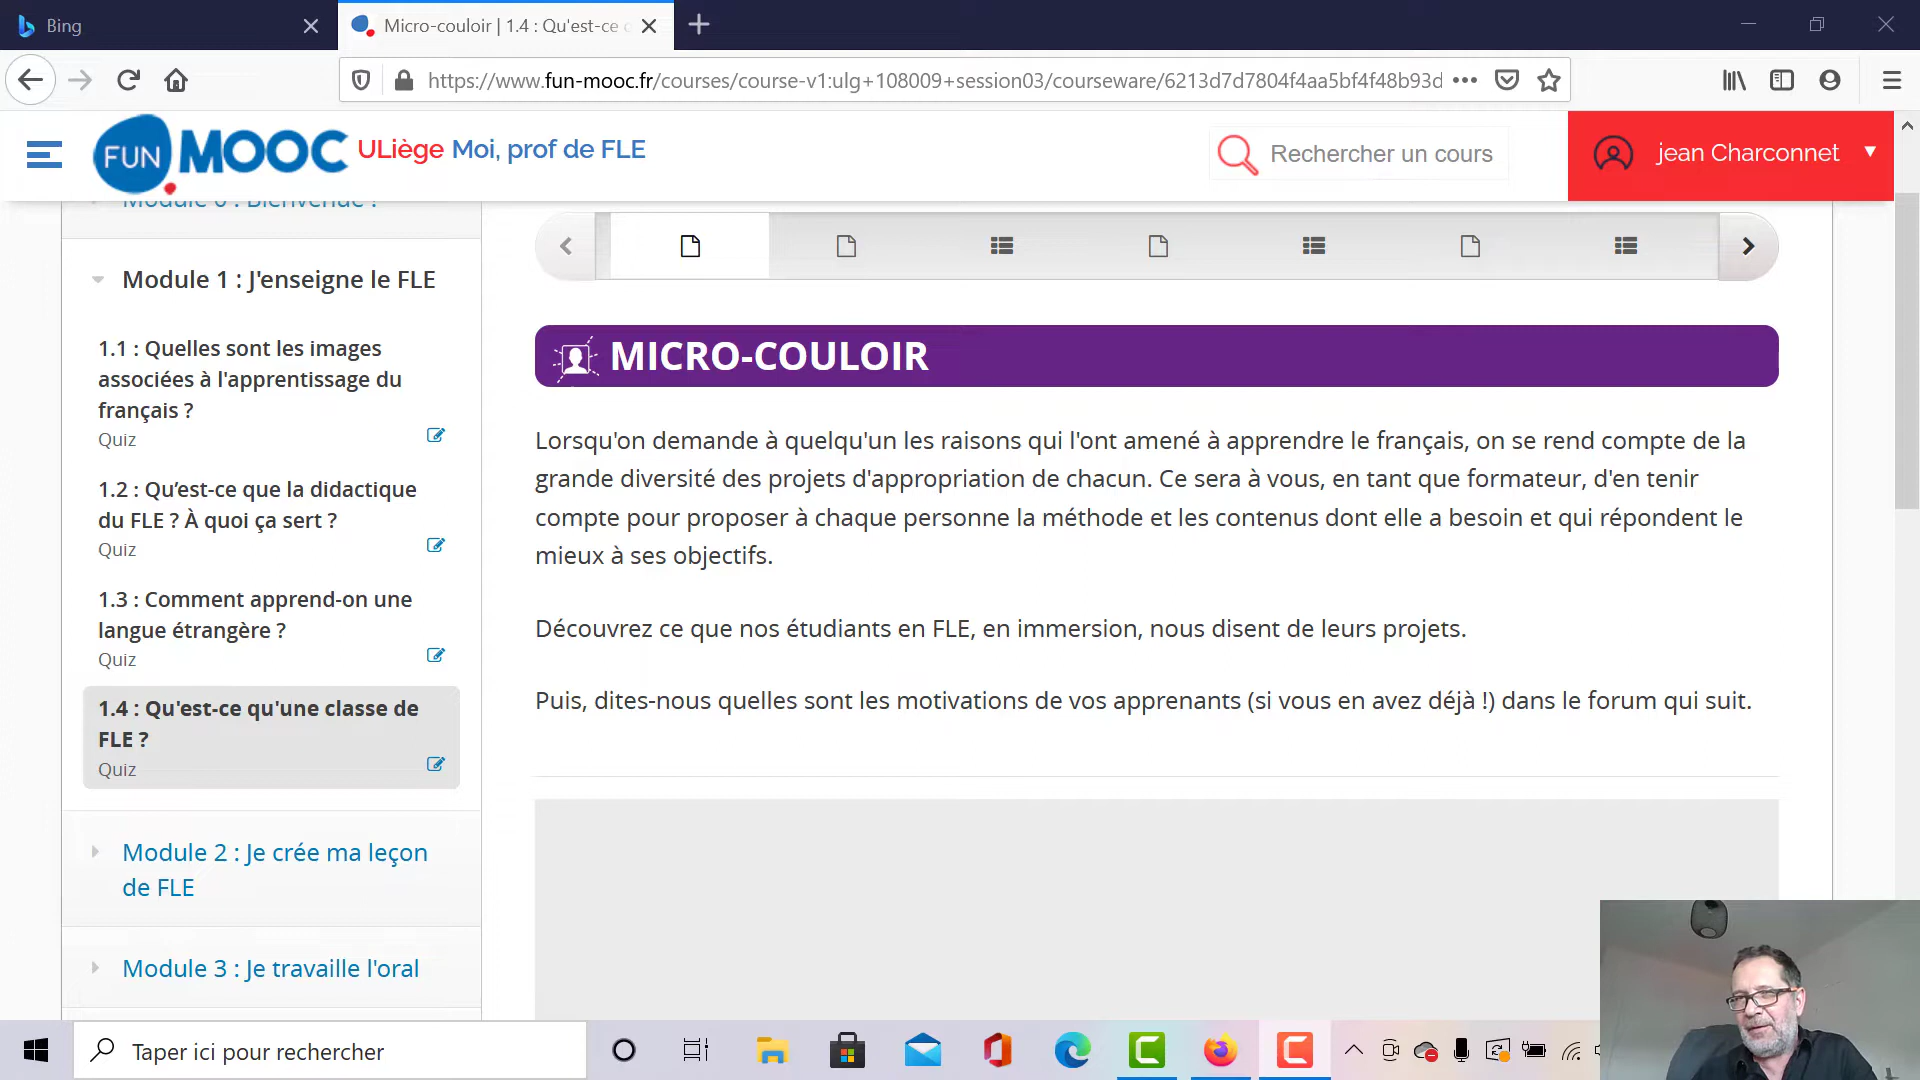 Bing
Micro-couloir | 1.4 : Qu'est-ce
https://www.fun-mooc.fr/courses/course-v1:ulg+108009+session03/courseware/6213d7d7804f4aa5bf4f48b93d
FUN MOOC ULiège Moi, prof de FLE
Rechercher un cours
jean Charconnet
Module 0 : Bienvenue !
Module 1 : J'enseigne le FLE
1.1 : Quelles sont les images
associées à l'apprentissage du
français ?
Quiz
1.2 : Qu’est-ce que la didactique
du FLE ? À quoi ça sert ?
Quiz
1.3 : Comment apprend-on une
langue étrangère ?
Quiz
1.4 : Qu'est-ce qu'une classe de
FLE ?
Quiz
Module 2 : Je crée ma leçon
de FLE
Module 3 : Je travaille l'oral
MICRO-COULOIR
Lorsqu'on demande à quelqu'un les raisons qui l'ont amené à apprendre le français, on se rend compte de la
grande diversité des projets d'appropriation de chacun. Ce sera à vous, en tant que formateur, d'en tenir
compte pour proposer à chaque personne la méthode et les contenus dont elle a besoin et qui répondent le
mieux à ses objectifs.
Découvrez ce que nos étudiants en FLE, en immersion, nous disent de leurs projets.
Puis, dites-nous quelles sont les motivations de vos apprenants (si vous en avez déjà !) dans le forum qui suit.
Taper ici pour rechercher